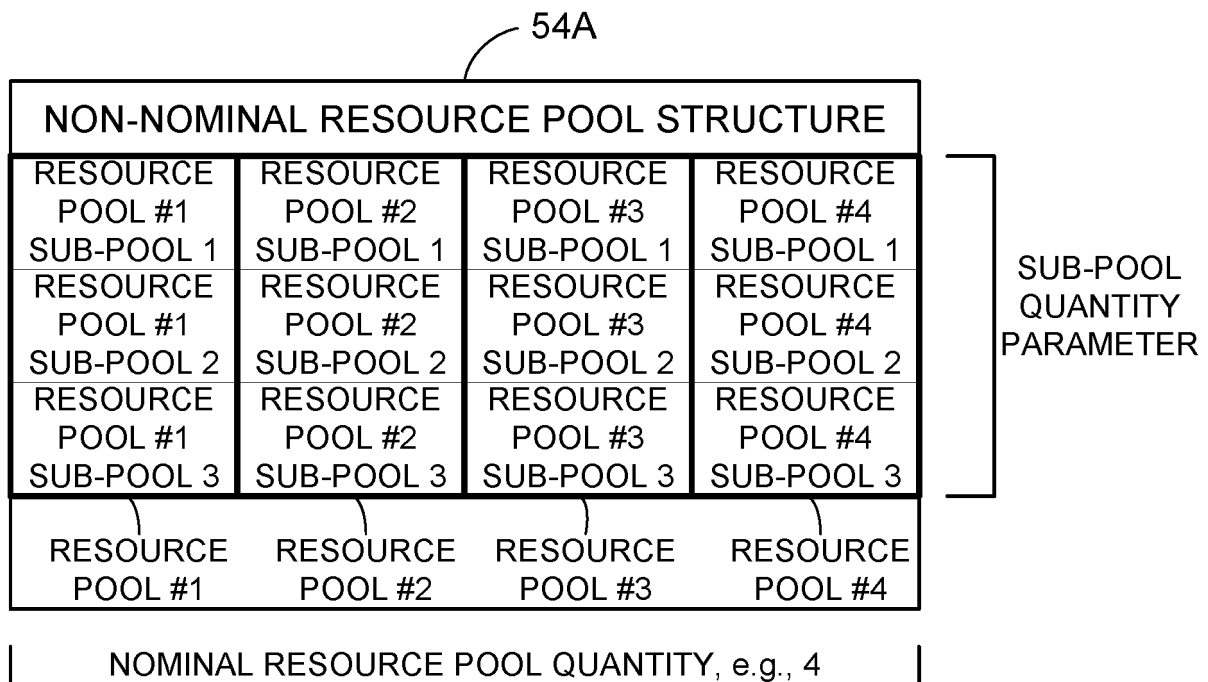 54A
NON-NOMINAL RESOURCE POOL STRUCTURE
RESOURCE
POOL #1
SUB-POOL 1
RESOURCE
POOL #2
SUB-POOL 1
RESOURCE
POOL #3
SUB-POOL 1
RESOURCE
POOL #4
SUB-POOL 1
RESOURCE
POOL #1
SUB-POOL 2
RESOURCE
POOL #2
SUB-POOL 2
RESOURCE
POOL #3
SUB-POOL 2
RESOURCE
POOL #4
SUB-POOL 2
RESOURCE
POOL #1
SUB-POOL 3
RESOURCE
POOL #2
SUB-POOL 3
RESOURCE
POOL #3
SUB-POOL 3
RESOURCE
POOL #4
SUB-POOL 3
SUB-POOL
QUANTITY
PARAMETER
RESOURCE
POOL #1
RESOURCE
POOL #2
RESOURCE
POOL #3
RESOURCE
POOL #4
NOMINAL RESOURCE POOL QUANTITY, e.g., 4